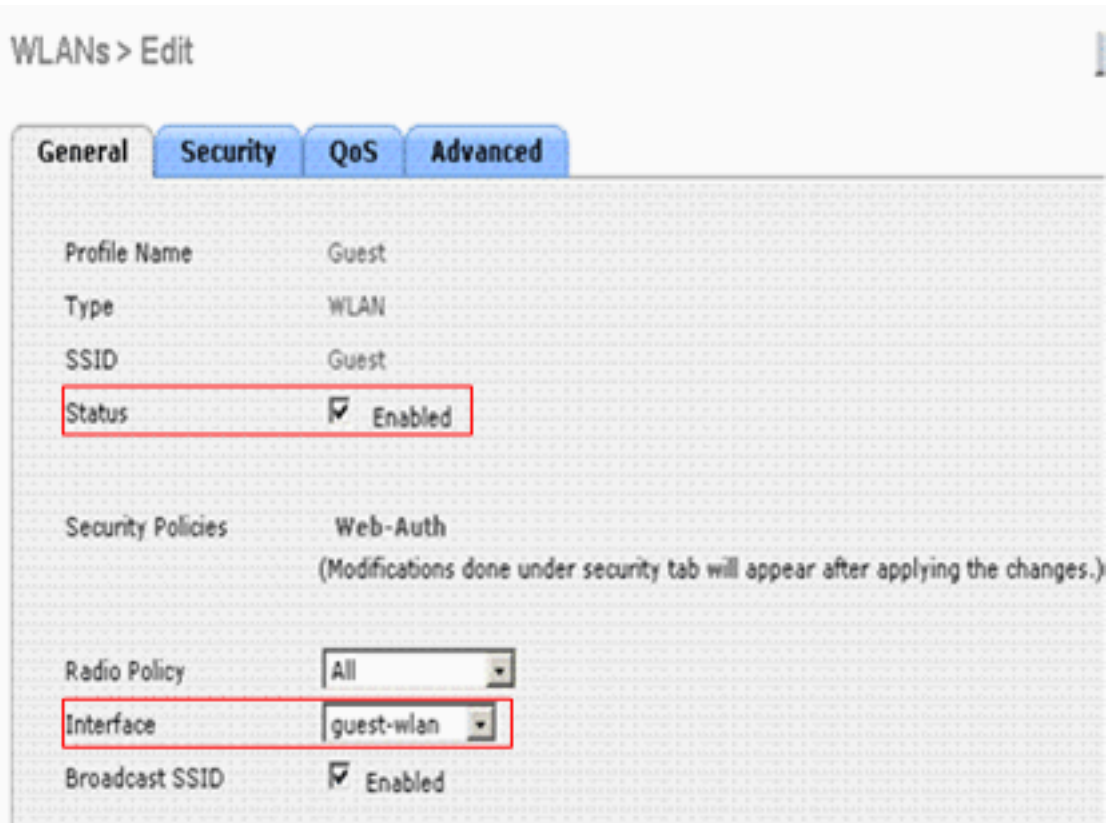 WLANs > Edit
General Security QoS Advanced
Profile Name Guest
Type WLAN
SSID Guest
Status Enabled
Security Policies Web-Auth
(Modifications done under security tab will appear after applying the changes.)
Radio Policy All
Interface guest-wlan
Broadcast SSID Enabled